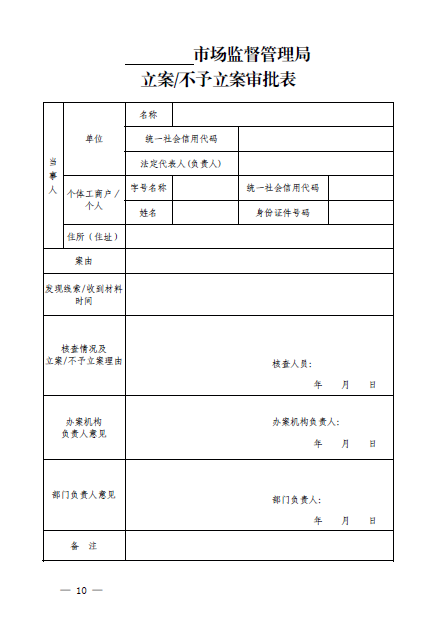 ________市场监督管理局
立案/不予立案审批表
当事人
单位
名称
统一社会信用代码
法定代表人(负责人)
个体工商户/
个人
字号名称
统一社会信用代码
姓名
身份证件号码
住所（住址）
案由
发现线索/收到材料
时间
核查情况及
立案/不予立案理由
核查人员:
年 月 日
办案机构
负责人意见
办案机构负责人:
年 月 日
部门负责人意见
部门负责人:
年 月 日
备 注
— 10 —